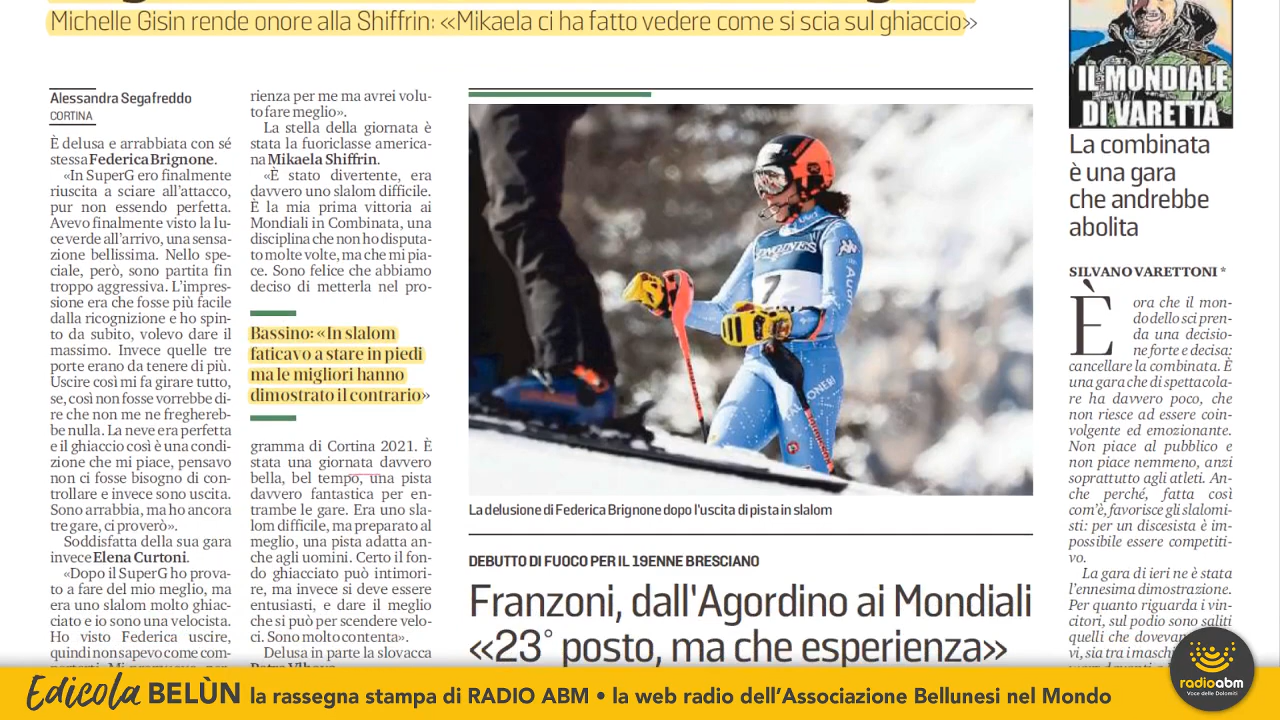 Michelle Gisin rende onore alla Shiffrin: «Mikaela ci ha fatto vedere come si scia sul ghiaccio»
Alessandra Segafreddo
CORTINA
È delusa e arrabbiata con sé
stessa Federica Brignone.
«In SuperG ero finalmente
riuscita a sciare all'attacco,
pur non essendo perfetta.
Avevo finalmente visto la lu-
ce verde all'arrivo, una sensa-
zione bellissima. Nello spe-
ciale, però, sono partita fin
troppo aggressiva. L'impres-
sione era che fosse più facile
dalla ricognizione e ho spin-
to da subito, volevo dare il
massimo. Invece quelle tre
porte erano da tenere di più.
Uscire così mi fa girare tutto,
se, così non fosse vorrebbe di-
re che non me ne freghereb-
be nulla. La neve era perfetta
e il ghiaccio così è una condi-
zione che mi piace, pensavo
non ci fosse bisogno di con-
trollare e invece sono uscita.
Sono arrabbia, ma ho ancora
tre gare, ci proverò».
Soddisfatta della sua gara
invece Elena Curtoni.
«Dopo il SuperG ho prova-
to a fare del mio meglio, ma
era uno slalom molto ghiac-
ciato e io sono una velocista.
Ho visto Federica uscire,
quindi non sapevo come com-
rienza per me ma avrei volu-
to fare meglio».
La stella della giornata è
stata la fuoriclasse america-
na Mikaela Shiffrin.
«È stato divertente, era
davvero uno slalom difficile.
È la mia prima vittoria ai
Mondiali in Combinata, una
disciplina che non ho disputa-
to molte volte, ma che mi pia-
ce. Sono felice che abbiamo
deciso di metterla nel pro-
Bassino: «In slalom
faticavo a stare in piedi
ma le migliori hanno
dimostrato il contrario»
gramma di Cortina 2021. È
stata una giornata davvero
bella, bel tempo, una pista
davvero fantastica per en-
trambe le gare. Era uno sla-
lom difficile, ma preparato al
meglio, una pista adatta an-
che agli uomini. Certo il fon-
do ghiacciato può intimori-
re, ma invece si deve essere
entusiasti, e dare il meglio
che si può per scendere velo-
ci. Sono molto contenta».
Delusa in parte la slovacca
Petra Vlhova
LONGINES
7
Audi
La delusione di Federica Brignone dopo l'uscita di pista in slalom
DEBUTTO DI FUOCO PER IL 19ENNE BRESCIANO
Franzoni, dall'Agordino ai Mondiali
«23° posto, ma che esperienza»
IL MONDIALE
DI VARETTA
La combinata
è una gara
che andrebbe
abolita
SILVANO VARETTONI *
È ora che il mon-
do dello sci pren-
da una decisio-
ne forte e decisa:
cancellare la combinata. È
una gara che di spettacola-
re ha davvero poco, che
non riesce ad essere coin-
volgente ed emozionante.
Non piace al pubblico e
non piace nemmeno, anzi
soprattutto agli atleti. An-
che perché, fatta così
com'è, favorisce gli slalomi-
sti: per un discesista è im-
possibile essere competiti-
vo.
La gara di ieri ne è stata
l'ennesima dimostrazione.
Per quanto riguarda i vin-
citori, sul podio sono saliti
quelli che dovevan
vi, sia tra i maschi
Edicola BELÙN la rassegna stampa di RADIO ABM • la web radio dell'Associazione Bellunesi nel Mondo
radioabm
Voce delle Dolomiti